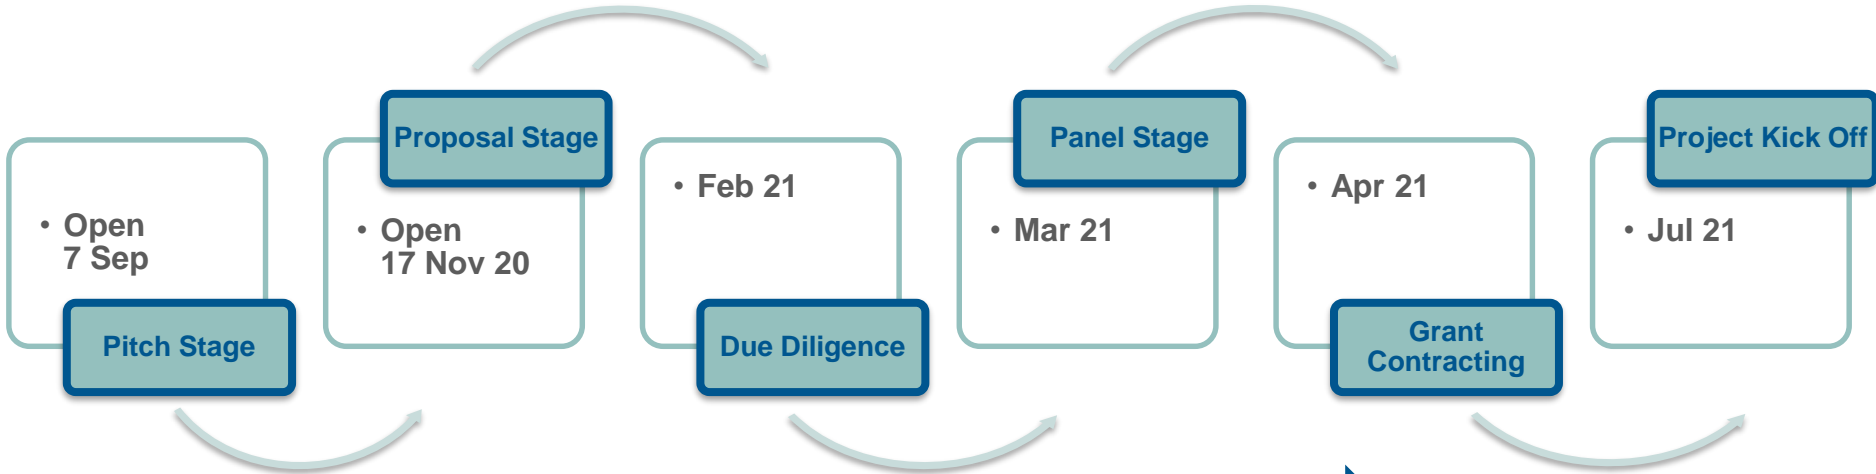 • Open
7 Sep
Pitch Stage
Proposal Stage
• Open
17 Nov 20
• Feb 21
Due Diligence
Panel Stage
• Mar 21
• Apr 21
Grant
Contracting
Project Kick Off
• Jul 21